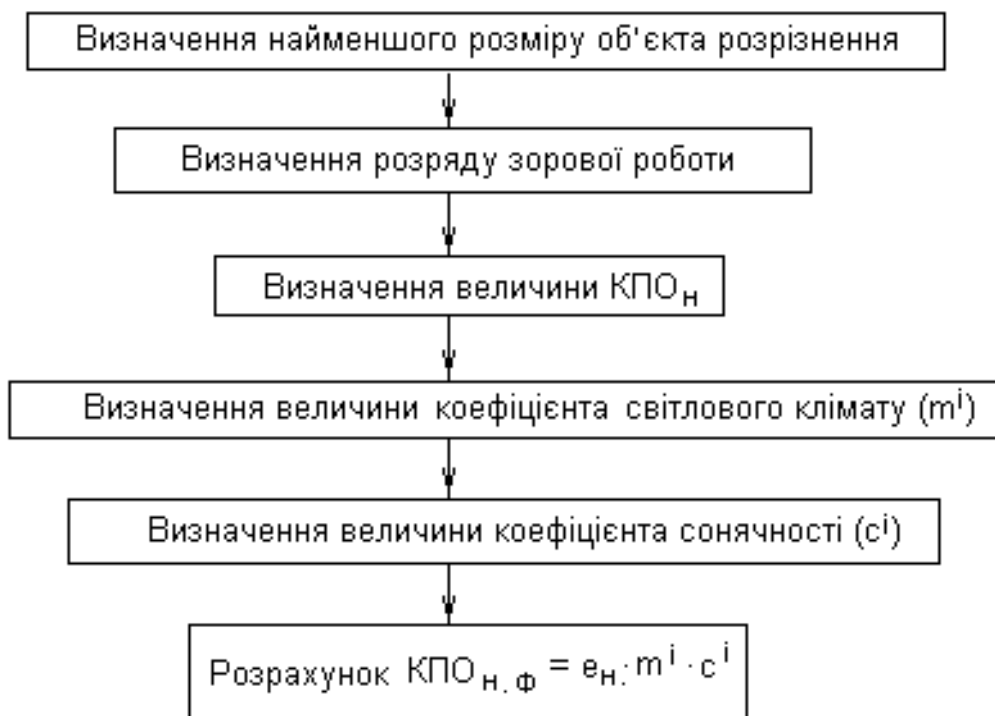 Визначення найменшого розміру об'єкта розрізнення
Визначення розряду зорової роботи
Визначення величини КПОн
Визначення величини коефіцієнта світлового клімату (mⁱ)
Визначення величини коефіцієнта сонячності (cⁱ)
Розрахунок КПОн. ф = eн. · mⁱ · cⁱ